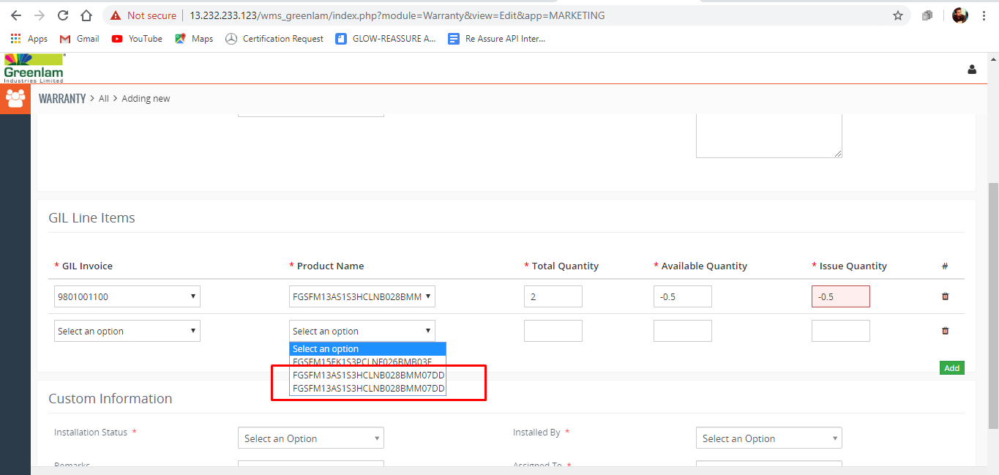 Not secure 13.232.233.123/wms_greenlam/index.php?module=Warranty&view=Edit&app=MARKETING
Apps Gmail YouTube Maps Certification Request GLOW-REASSURE A... Re Assure API Inter...
Greenlam
Industries Limited
WARRANTY > All > Adding new
GIL Line Items
* GIL Invoice * Product Name * Total Quantity * Available Quantity * Issue Quantity #
9801001100 FGSFM13AS1S3HCLNB028BMM 2 -0.5 -0.5
Select an option Select an option
Select an option
FGSFM15EK1S3PCLNF026BMB03F
FGSFM13AS1S3HCLNB028BMM07DD
Add
FGSFM13AS1S3HCLNB028BMM07DD
Custom Information
Installation Status * Select an Option Installed By * Select an Option
Remarks Assigned To *